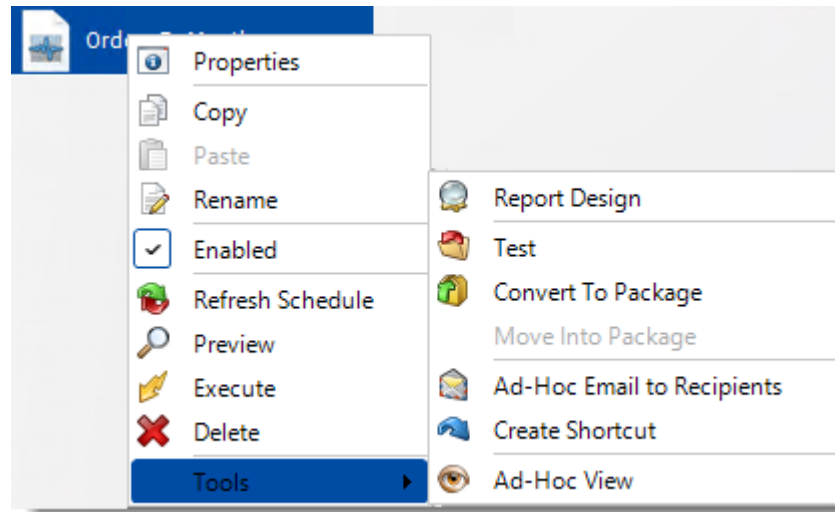 Properties
Copy
Paste
Rename
Enabled
Refresh Schedule
Preview
Execute
Delete
Tools
Report Design
Test
Convert To Package
Move Into Package
Ad-Hoc Email to Recipients
Create Shortcut
Ad-Hoc View